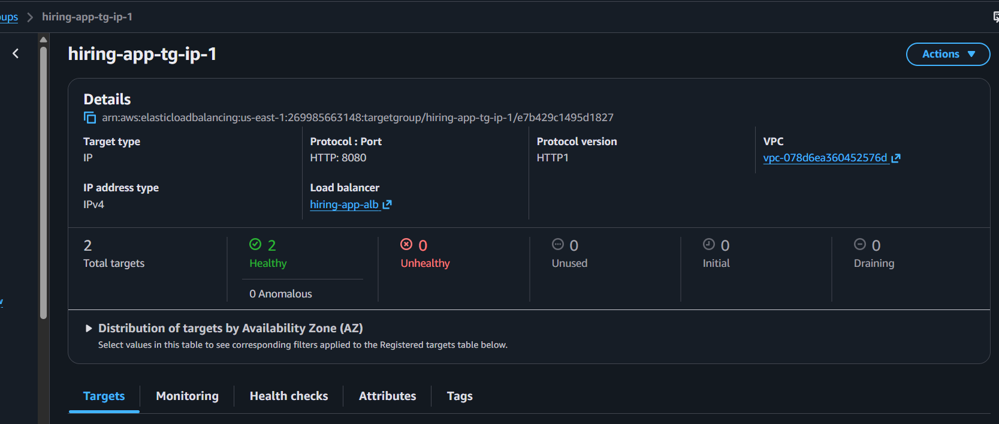 hiring-app-tg-ip-1
hiring-app-tg-ip-1
Actions
Details
arn:aws:elasticloadbalancing:us-east-1:269985663148:targetgroup/hiring-app-tg-ip-1/e7b429c1495d1827
Target type
IP
Protocol : Port
HTTP: 8080
Protocol version
HTTP1
VPC
vpc-078d6ea360452576d
IP address type
IPv4
Load balancer
hiring-app-alb
2
Total targets
2
Healthy
0 Anomalous
0
Unhealthy
0
Unused
0
Initial
0
Draining
Distribution of targets by Availability Zone (AZ)
Select values in this table to see corresponding filters applied to the Registered targets table below.
Targets
Monitoring
Health checks
Attributes
Tags